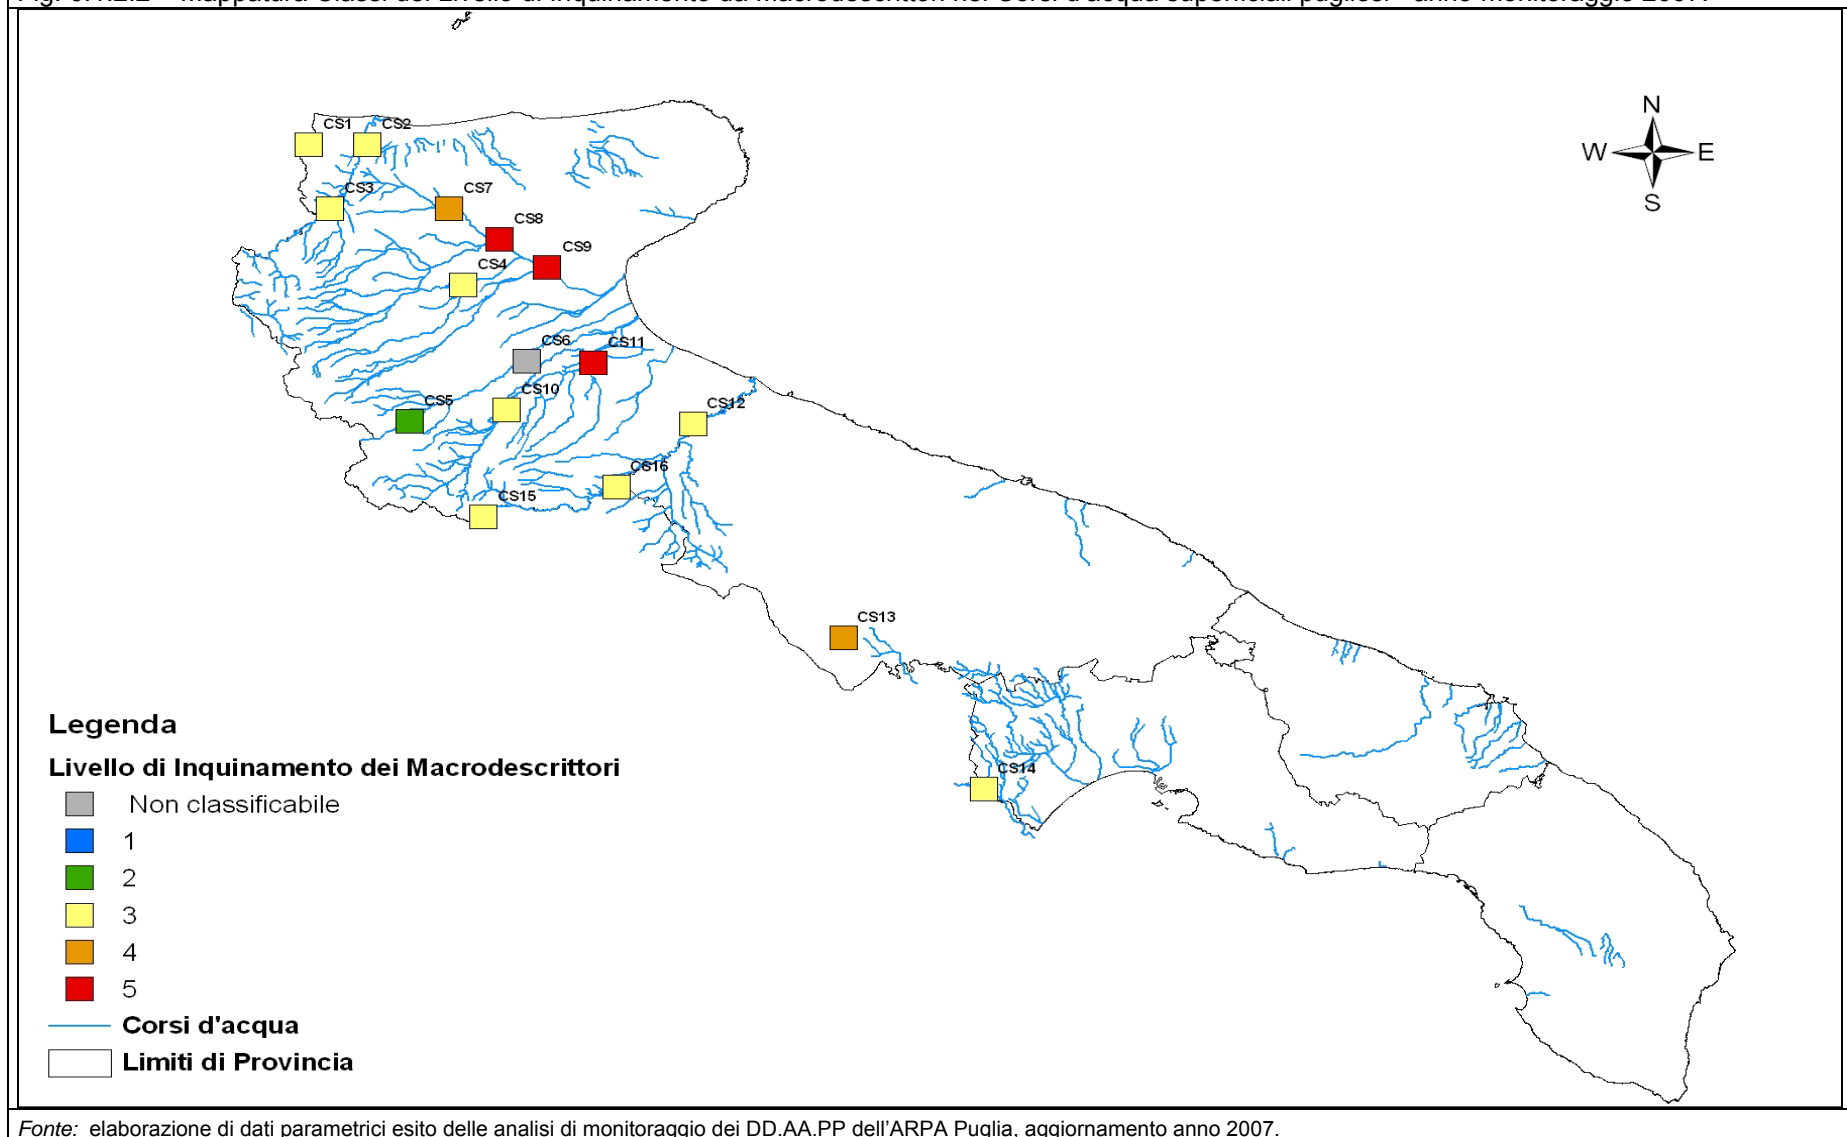 N
W E
S
CS1 CS2
CS3 CS7
CS8
CS9
CS4
CS6 CS11
CS10
CS5 CS12
CS16
CS15
CS13
CS14
Legenda
Livello di Inquinamento dei Macrodescrittori
Non classificabile
1
2
3
4
5
Corsi d'acqua
Limiti di Provincia
Fonte: elaborazione di dati parametrici esito delle analisi di monitoraggio dei DD.AA.PP dell'ARPA Puglia, aggiornamento anno 2007.